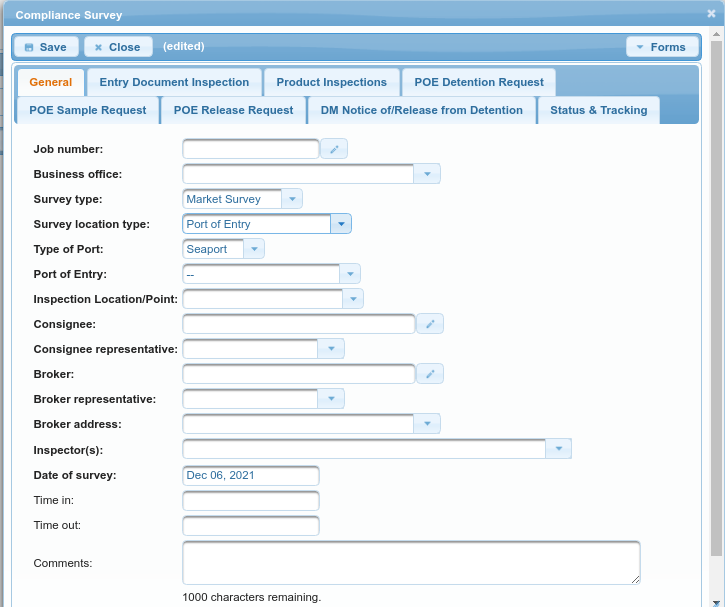 Compliance Survey
Save Close (edited) Forms
General Entry Document Inspection Product Inspections POE Detention Request
POE Sample Request POE Release Request DM Notice of/Release from Detention Status & Tracking
Job number:
Business office:
Survey type: Market Survey
Survey location type: Port of Entry
Type of Port: Seaport
Port of Entry: --
Inspection Location/Point:
Consignee:
Consignee representative:
Broker:
Broker representative:
Broker address:
Inspector(s):
Date of survey: Dec 06, 2021
Time in:
Time out:
Comments:
1000 characters remaining.